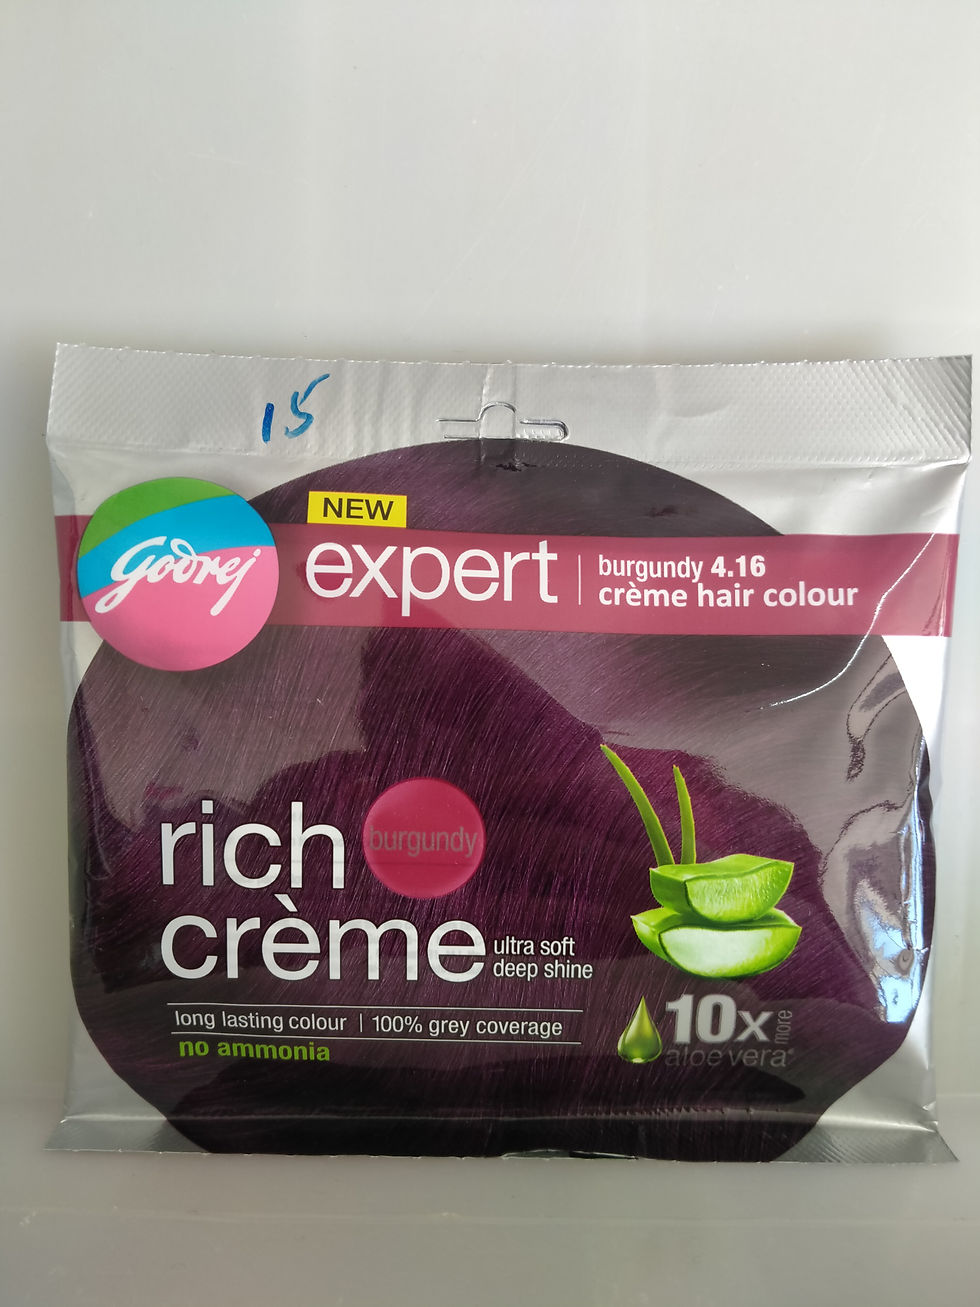 15
NEW
Godrej
expert
burgundy 4.16
crème hair colour
rich
burgundy
crème
ultra soft
deep shine
long lasting colour | 100% grey coverage
no ammonia
10x more
aloe vera*